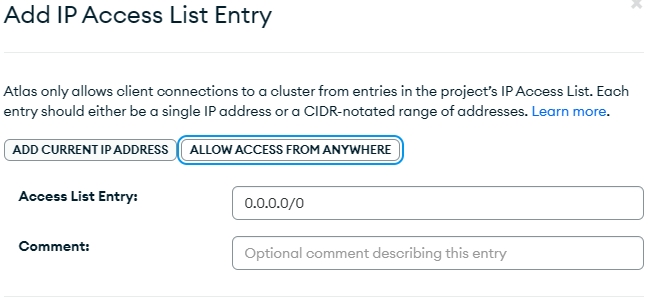 Add IP Access List Entry
Atlas only allows client connections to a cluster from entries in the project's IP Access List. Each
entry should either be a single IP address or a CIDR-notated range of addresses. Learn more.
ADD CURRENT IP ADDRESS ALLOW ACCESS FROM ANYWHERE
Access List Entry: 0.0.0.0/0
Comment: Optional comment describing this entry